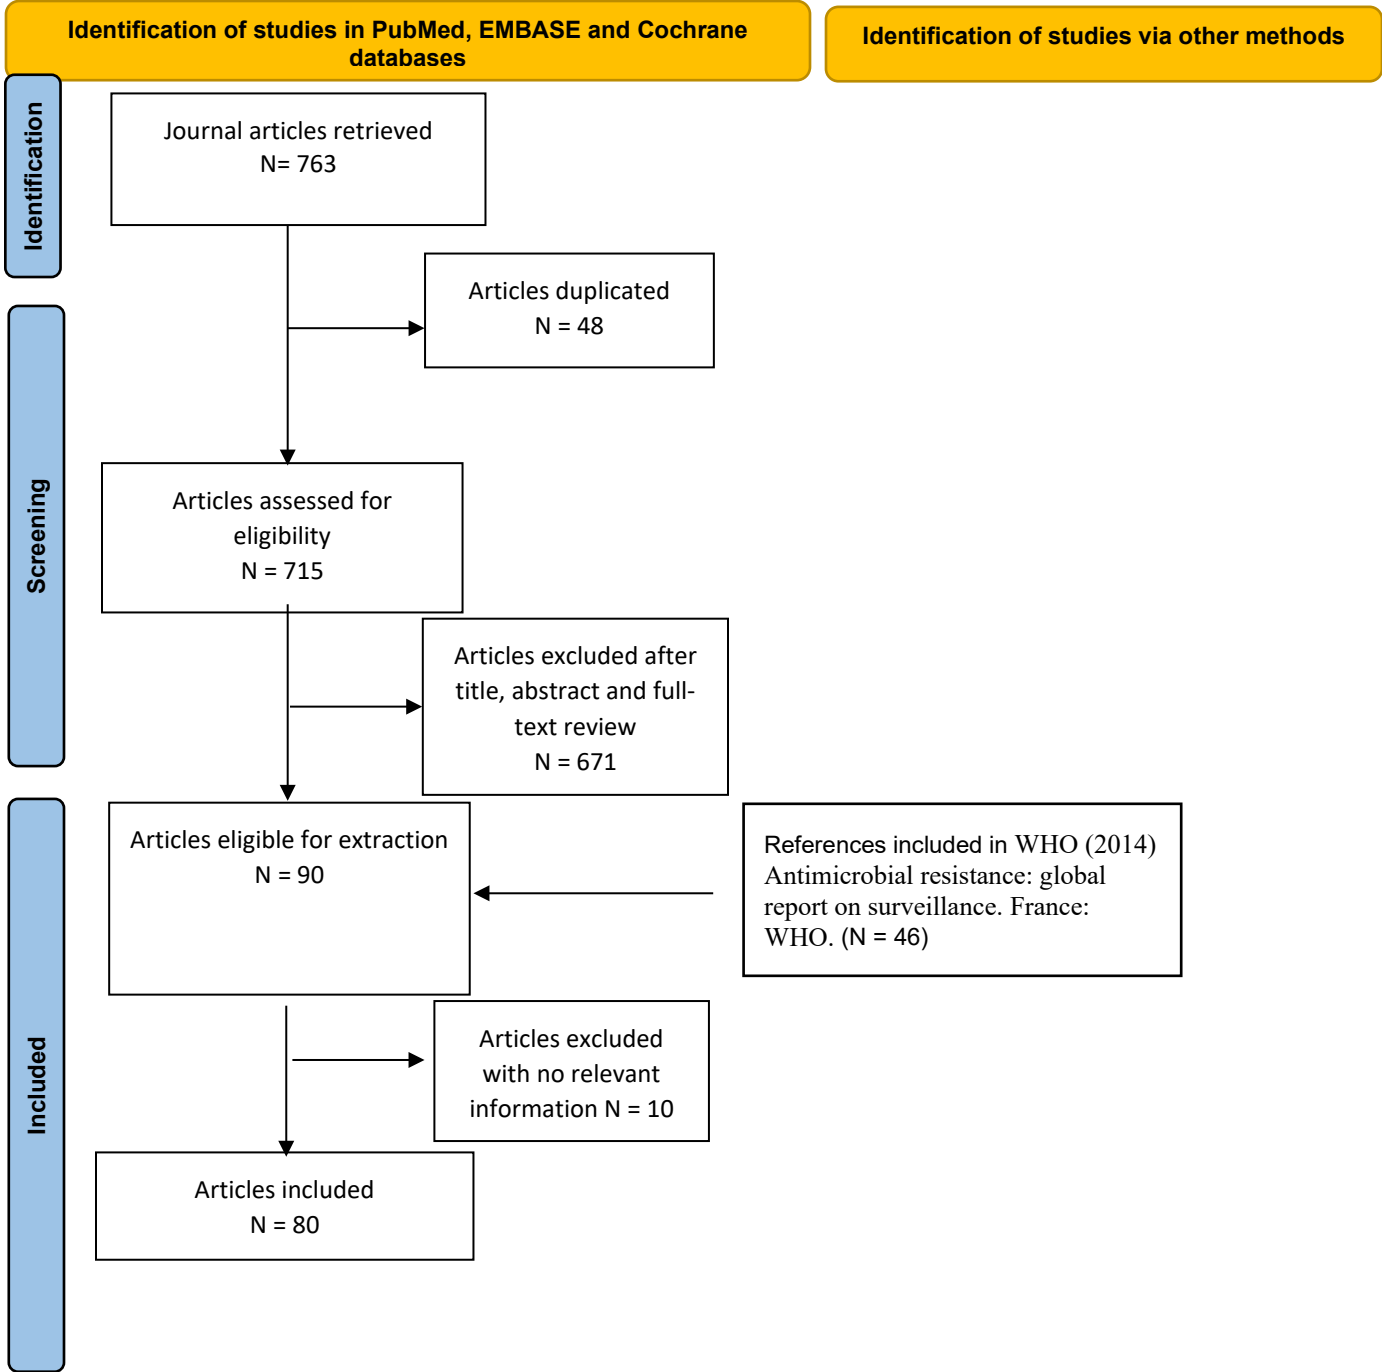 Identification of studies in PubMed, EMBASE and Cochrane
databases
Identification of studies via other methods
Identification
Journal articles retrieved
N= 763
Articles duplicated
N = 48
Screening
Articles assessed for
eligibility
N = 715
Articles excluded after
title, abstract and full-
text review
N = 671
Included
Articles eligible for extraction
N = 90
References included in WHO (2014)
Antimicrobial resistance: global
report on surveillance. France:
WHO. (N = 46)
Articles excluded
with no relevant
information N = 10
Articles included
N = 80